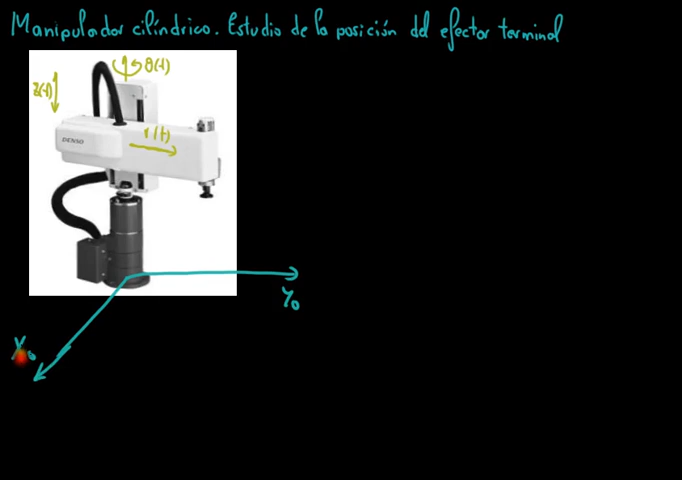 Manipulador cilíndrico. Estudio de la posición del efector terminal
θ(t)
z(t)
r(t)
DENSO
Y₀
X₀